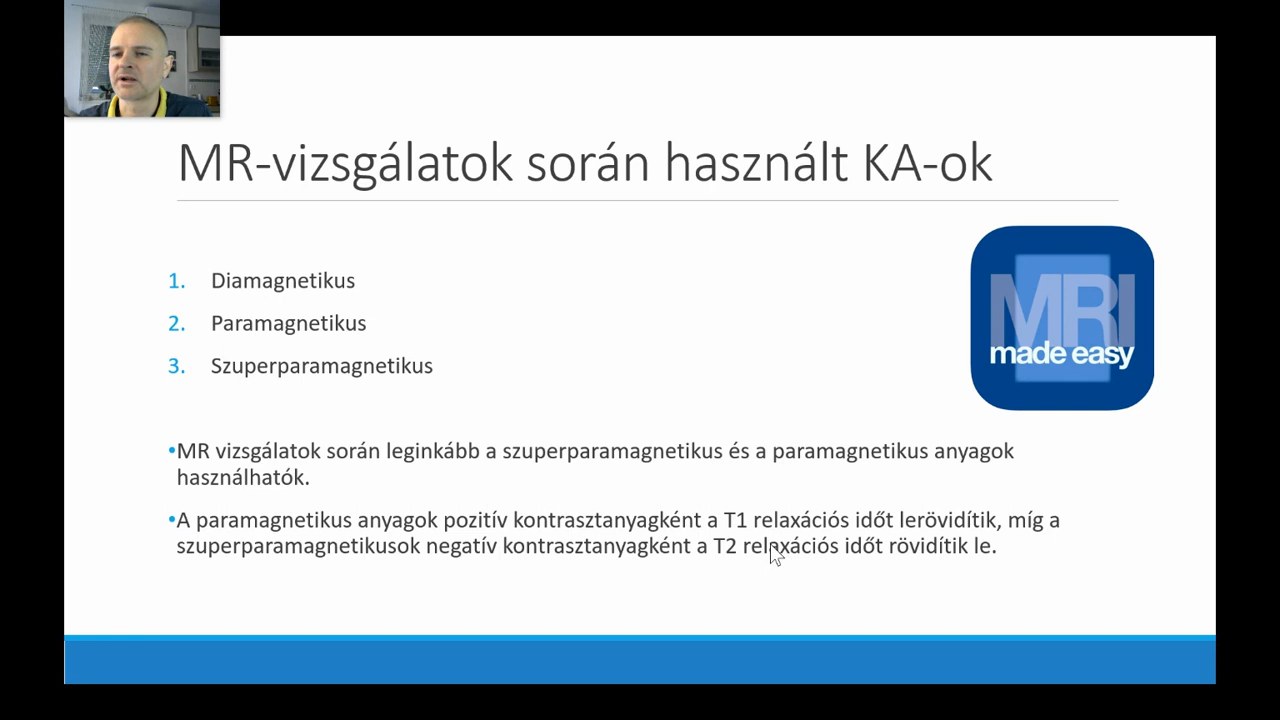 MR-vizsgálatok során használt KA-ok
1. Diamagnetikus
2. Paramagnetikus
3. Szuperparamagnetikus
MRI
made easy
•MR vizsgálatok során leginkább a szuperparamagnetikus és a paramagnetikus anyagok
használhatók.
•A paramagnetikus anyagok pozitív kontrasztanyagként a T1 relaxációs időt lerövidítik, míg a
szuperparamagnetikusok negatív kontrasztanyagként a T2 relaxációs időt rövidítik le.